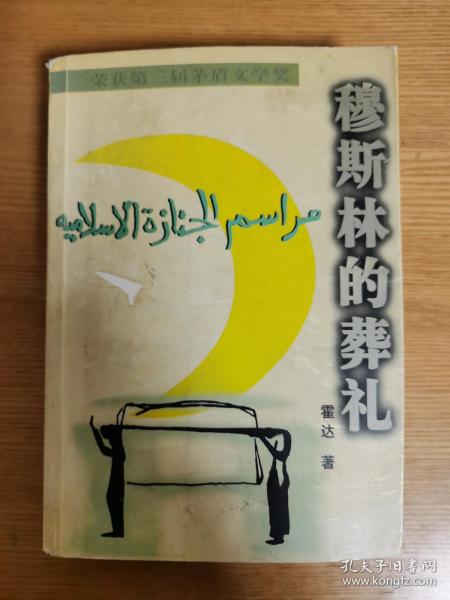 荣获第三届茅盾文学奖
穆斯林的葬礼
مراسم الجنازة الاسلاميه
霍达 著
孔夫子旧书网
www.kongfz.com